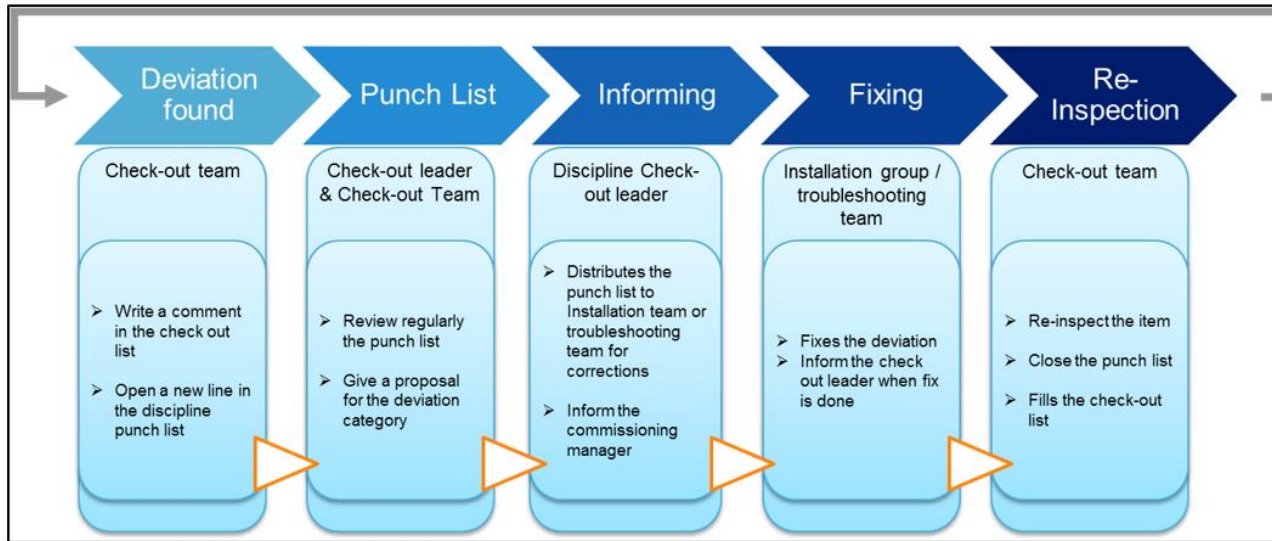 Deviation
found
Punch List
Informing
Fixing
Re-
Inspection
Check-out team
Check-out leader
& Check-out Team
Discipline Check-
out leader
Installation group /
troubleshooting
team
Check-out team
➢ Write a comment
in the check out
list
➢ Open a new line in
the discipline
punch list
➢ Review regularly
the punch list
➢ Give a proposal
for the deviation
category
➢ Distributes the
punch list to
Installation team or
troubleshooting
team for
corrections
➢ Inform the
commissioning
manager
➢ Fixes the deviation
➢ Inform the check
out leader when fix
is done
➢ Re-inspect the item
➢ Close the punch list
➢ Fills the check-out
list